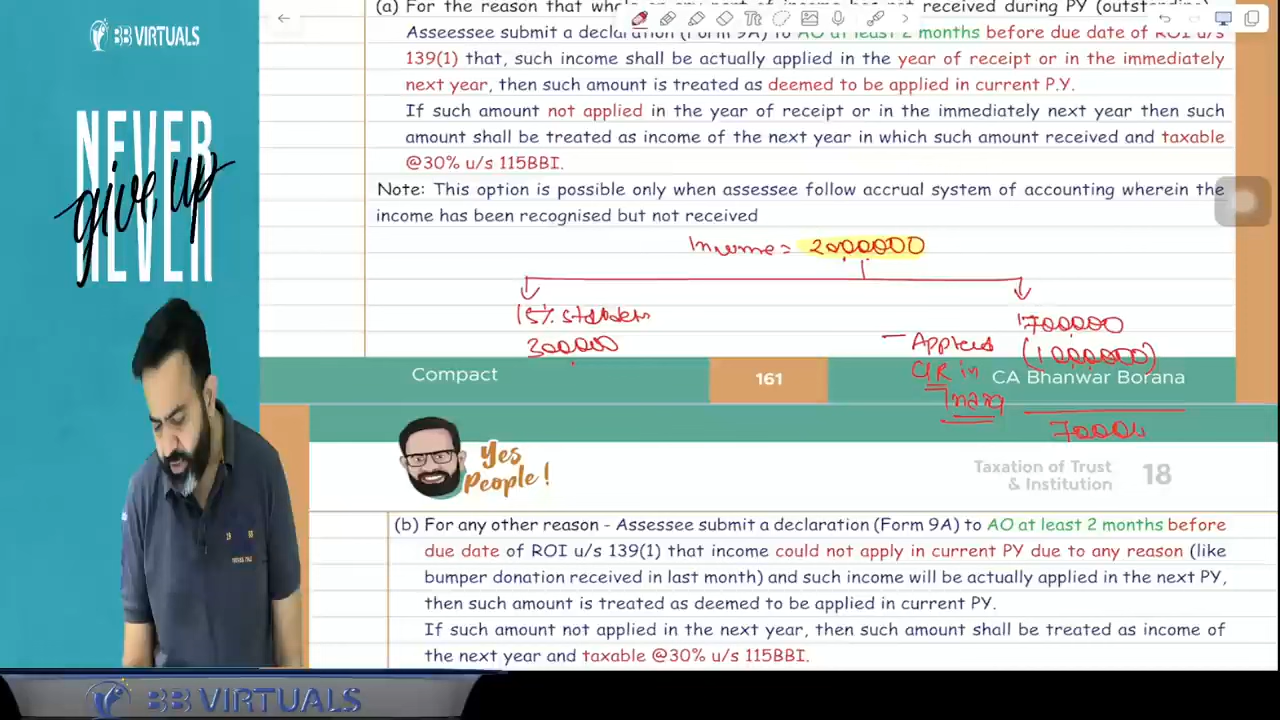 BB VIRTUALS
NEVER
give up
NEVER
(a) For the reason that whole or any part of income has not received during PY (outstanding)
Asseessee submit a declaration (Form 9A) to AO at least 2 months before due date of ROI u/s
139(1) that, such income shall be actually applied in the year of receipt or in the immediately
next year, then such amount is treated as deemed to be applied in current P.Y.
If such amount not applied in the year of receipt or in the immediately next year then such
amount shall be treated as income of the next year in which such amount received and taxable
@30% u/s 115BBI.
Note: This option is possible only when assessee follow accrual system of accounting wherein the
income has been recognised but not received
Income = 2000000
15%
300000
1700000
- Applied
(1000000)
in
700000
Compact
161
CA Bhanwar Borana
Yes
People!
Taxation of Trust
& Institution
18
(b) For any other reason - Assessee submit a declaration (Form 9A) to AO at least 2 months before
due date of ROI u/s 139(1) that income could not apply in current PY due to any reason (like
bumper donation received in last month) and such income will be actually applied in the next PY,
then such amount is treated as deemed to be applied in current PY.
If such amount not applied in the next year, then such amount shall be treated as income of
the next year and taxable @30% u/s 115BBI.
BB VIRTUALS